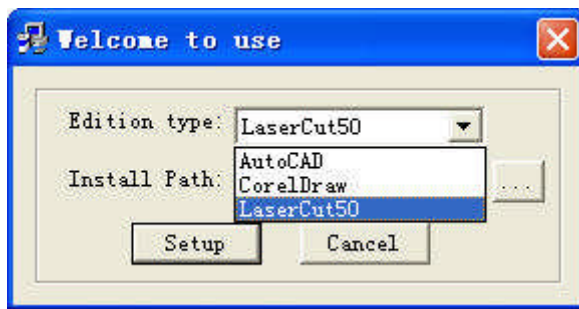 Welcome to use
Edition type: LaserCut50
AutoCAD
Install Path: CorelDraw ...
LaserCut50
Setup Cancel